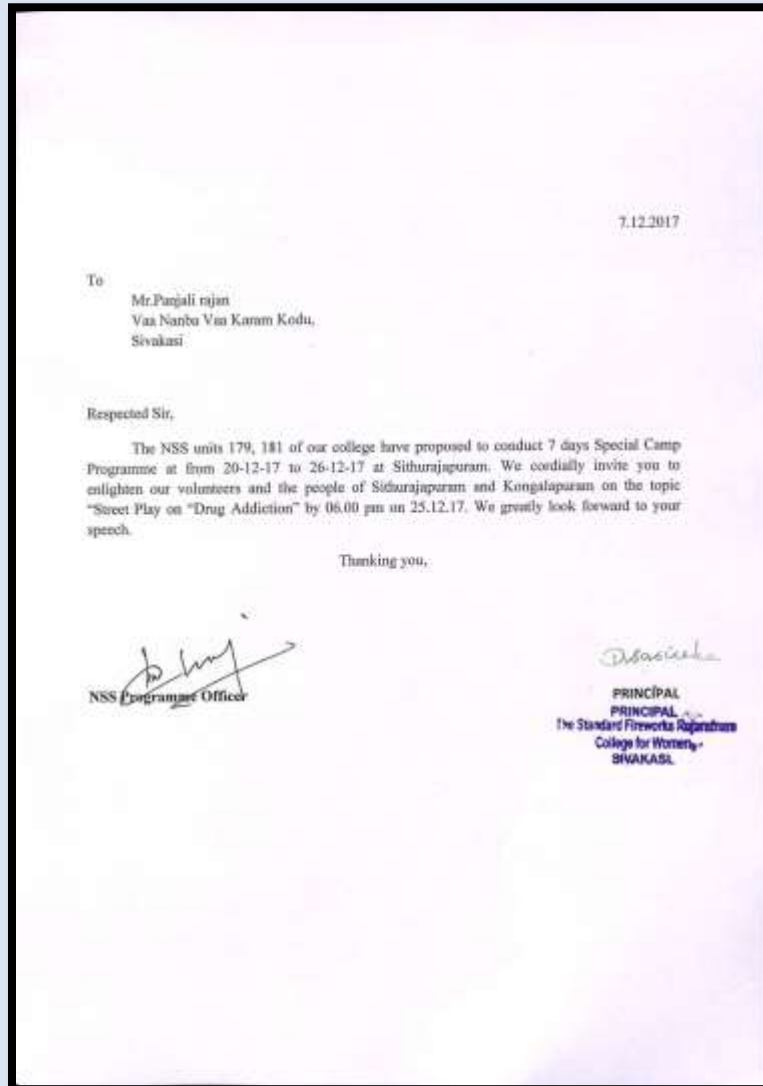 7.12.2017
To
Mr.Panjali rajan
Vaa Nanbu Vaa Karam Kodu,
Sivakasi
Respected Sir,
The NSS units 179, 181 of our college have proposed to conduct 7 days Special Camp
Programme at from 20-12-17 to 26-12-17 at Sithurajapuram. We cordially invite you to
enlighten our volunteers and the people of Sithurajapuram and Kongalapuram on the topic
“Street Play on “Drug Addiction” by 06.00 pm on 25.12.17. We greatly look forward to your
speech.
Thanking you,
NSS Programme Officer
PRINCIPAL
PRINCIPAL
The Standard Fireworks Rajaratnam
College for Women,
SIVAKASI.